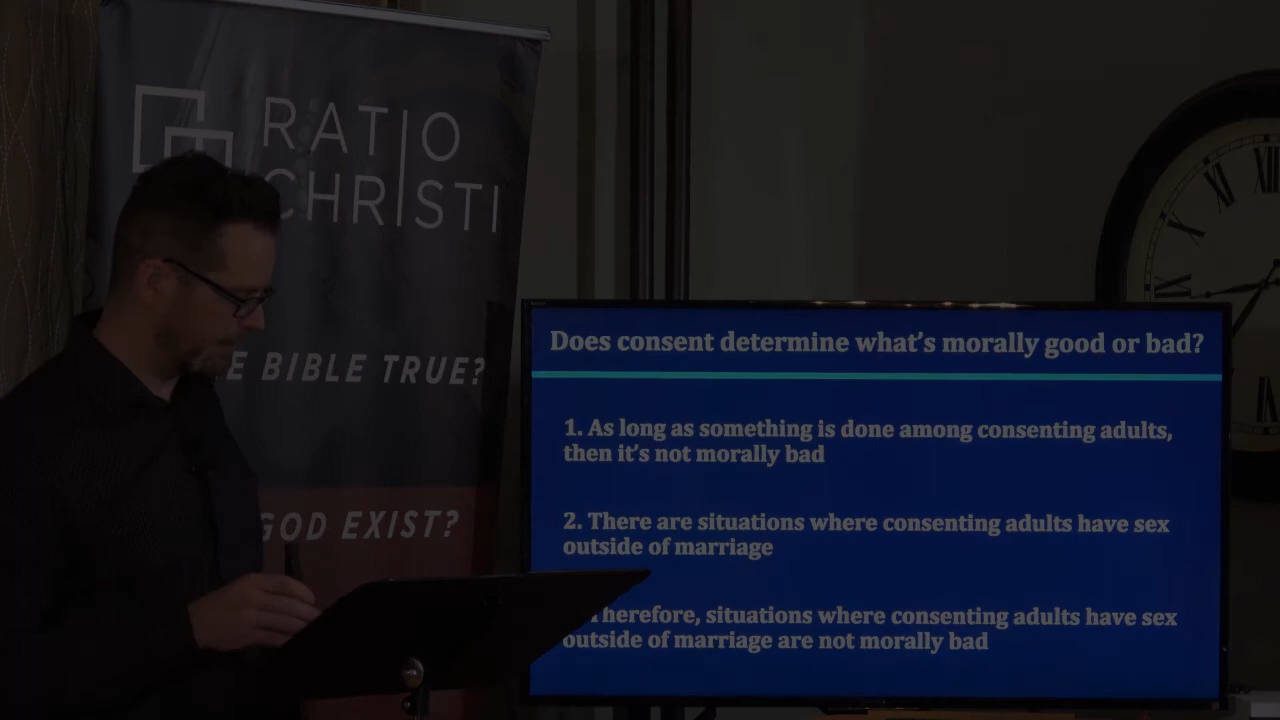 RATIO
CHRISTI
E BIBLE TRUE?
GOD EXIST?
Does consent determine what's morally good or bad?
1. As long as something is done among consenting adults,
then it's not morally bad
2. There are situations where consenting adults have sex
outside of marriage
Therefore, situations where consenting adults have sex
outside of marriage are not morally bad